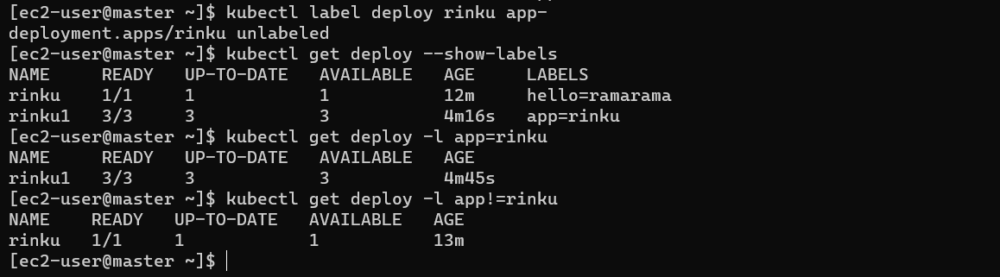 [ec2-user@master ~]$ kubectl label deploy rinku app-
deployment.apps/rinku unlabeled
[ec2-user@master ~]$ kubectl get deploy --show-labels
NAME     READY   UP-TO-DATE   AVAILABLE   AGE     LABELS
rinku    1/1     1            1           12m     hello=ramarama
rinku1   3/3     3            3           4m16s   app=rinku
[ec2-user@master ~]$ kubectl get deploy -l app=rinku
NAME     READY   UP-TO-DATE   AVAILABLE   AGE
rinku1   3/3     3            3           4m45s
[ec2-user@master ~]$ kubectl get deploy -l app!=rinku
NAME    READY   UP-TO-DATE   AVAILABLE   AGE
rinku   1/1     1            1           13m
[ec2-user@master ~]$